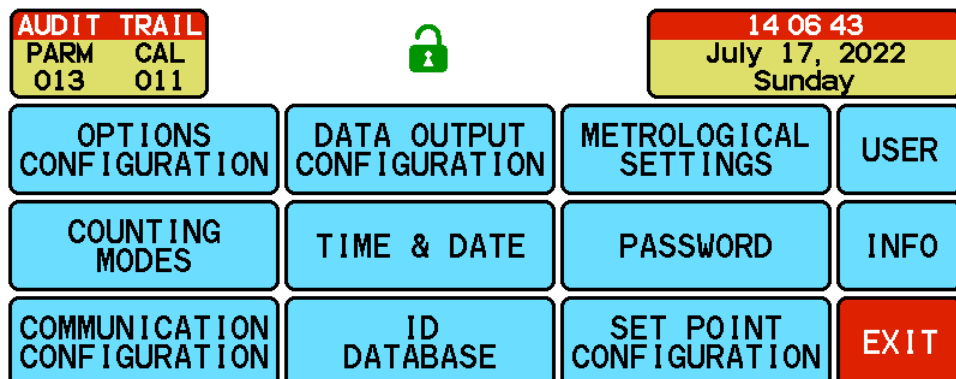 AUDIT TRAIL
PARM CAL
013 011
14 06 43
July 17, 2022
Sunday
OPTIONS
CONFIGURATION
DATA OUTPUT
CONFIGURATION
METROLOGICAL
SETTINGS
USER
COUNTING
MODES
TIME & DATE
PASSWORD
INFO
COMMUNICATION
CONFIGURATION
ID
DATABASE
SET POINT
CONFIGURATION
EXIT